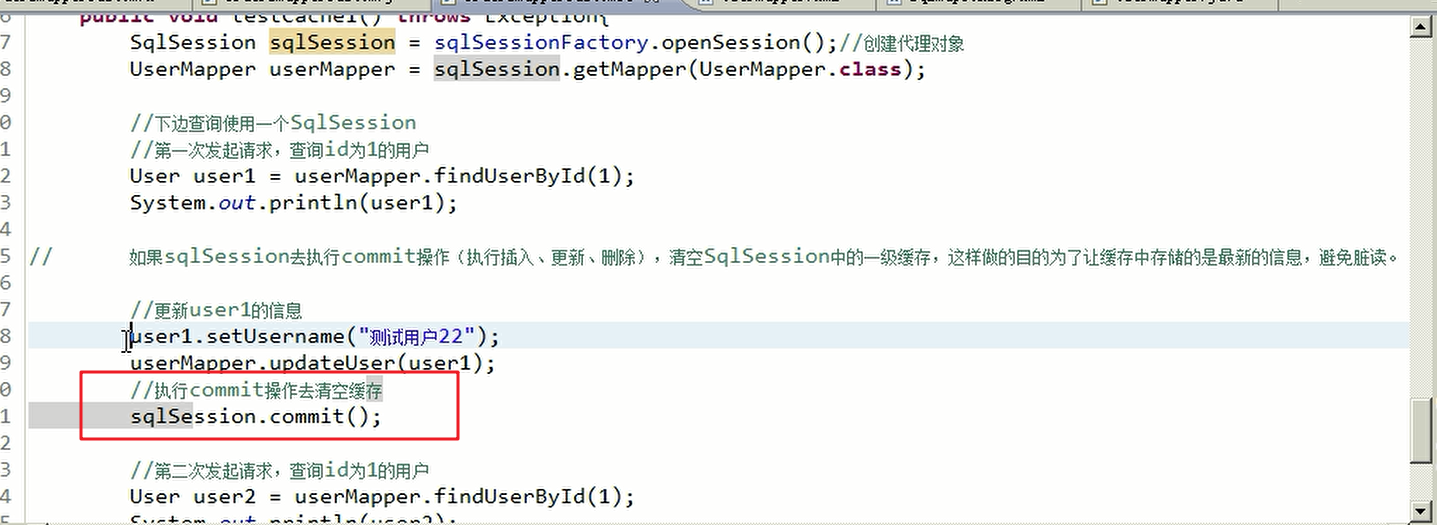 public void testCache1() throws Exception{
7 SqlSession sqlSession = sqlSessionFactory.openSession();//创建代理对象
8 UserMapper userMapper = sqlSession.getMapper(UserMapper.class);
9
0 //下边查询使用一个SqlSession
1 //第一次发起请求，查询id为1的用户
2 User user1 = userMapper.findUserById(1);
3 System.out.println(user1);
4
5 // 如果sqlSession去执行commit操作（执行插入、更新、删除），清空SqlSession中的一级缓存，这样做的目的为了让缓存中存储的是最新的信息，避免脏读。
6
7 //更新user1的信息
8 user1.setUsername("测试用户22");
9 userMapper.updateUser(user1);
0 //执行commit操作去清空缓存
1 sqlSession.commit();
2
3 //第二次发起请求，查询id为1的用户
4 User user2 = userMapper.findUserById(1);
5 System.out.println(user2);